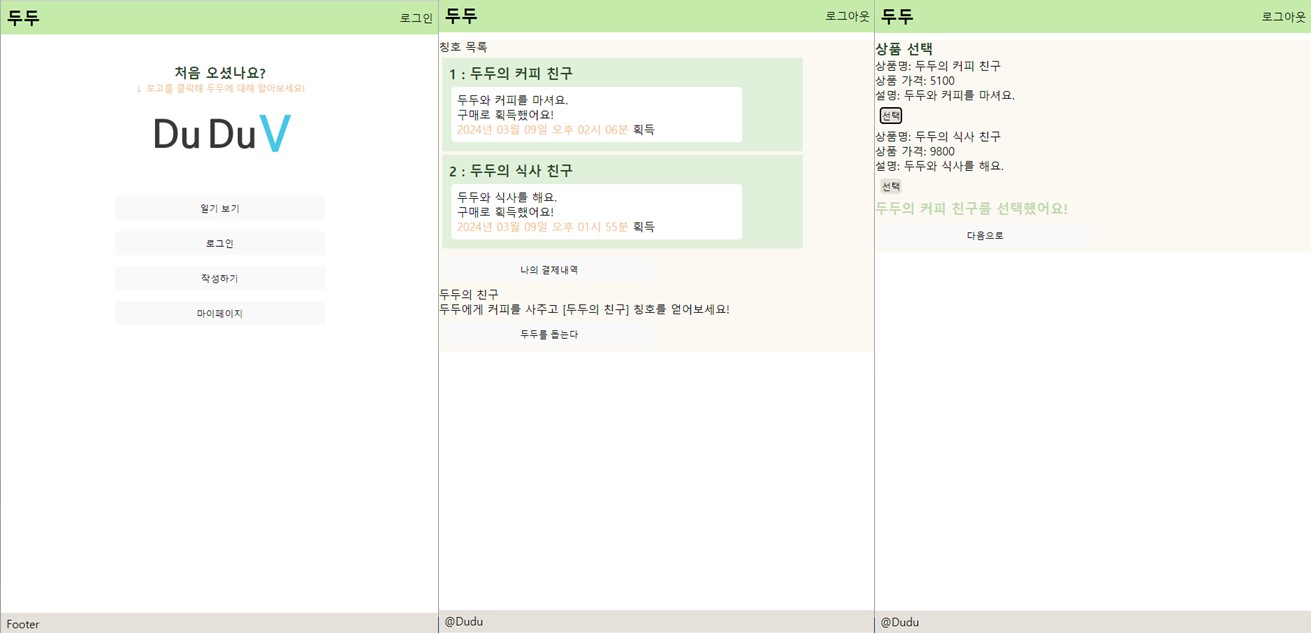 두두
로그인
처음 오셨나요?
↓ 로고를 클릭해 두두에 대해 알아보세요!
Du Du V
일기 보기
로그인
작성하기
마이페이지
Footer
두두
로그아웃
칭호 목록
1 : 두두의 커피 친구
두두와 커피를 마셔요.
구매로 획득했어요!
2024년 03월 09일 오후 02시 06분 획득
2 : 두두의 식사 친구
두두와 식사를 해요.
구매로 획득했어요!
2024년 03월 09일 오후 01시 55분 획득
나의 결제내역
두두의 친구
두두에게 커피를 사주고 [두두의 친구] 칭호를 얻어보세요!
두두를 돕는다
@Dudu
두두
로그아웃
상품 선택
상품명: 두두의 커피 친구
상품 가격: 5100
설명: 두두와 커피를 마셔요.
선택
상품명: 두두의 식사 친구
상품 가격: 9800
설명: 두두와 식사를 해요.
선택
두두의 커피 친구를 선택했어요!
다음으로
@Dudu